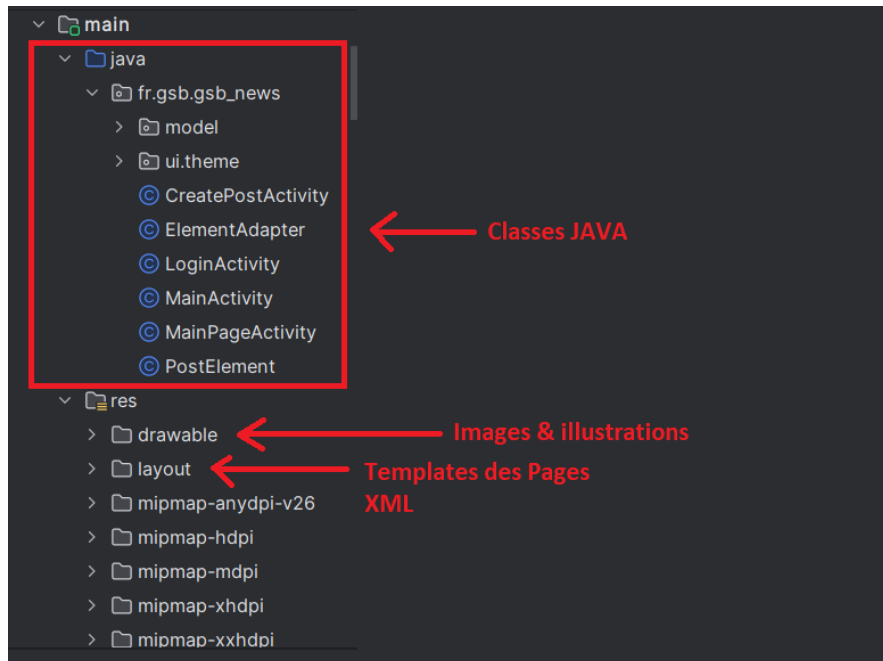 main
java
fr.gsb.gsb_news
model
ui.theme
CreatePostActivity
ElementAdapter
Classes JAVA
LoginActivity
MainActivity
MainPageActivity
PostElement
res
drawable
Images & illustrations
layout
Templates des Pages
XML
mipmap-anydpi-v26
mipmap-hdpi
mipmap-mdpi
mipmap-xhdpi
mipmap-xxhdpi